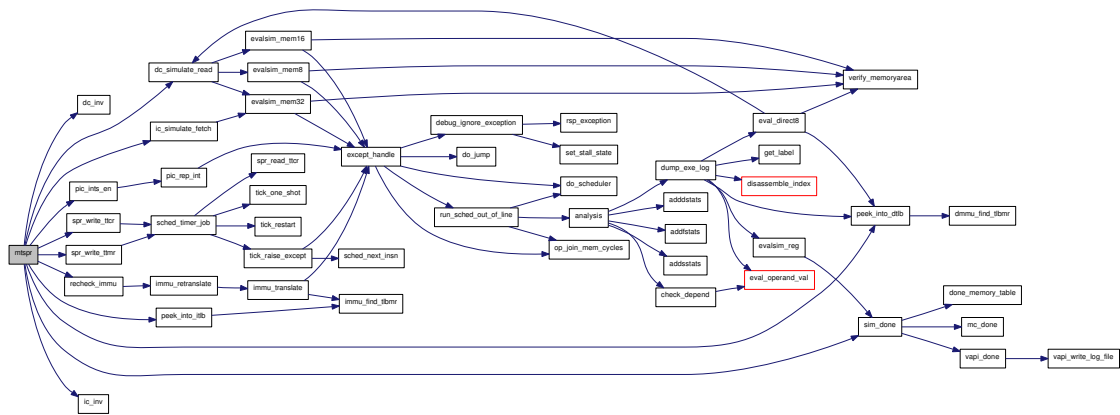 mtspr
dc_inv
dc_simulate_read
ic_simulate_fetch
pic_ints_en
spr_write_ttcr
spr_write_ttmr
recheck_immu
peek_into_itlb
ic_inv
evalsim_mem16
evalsim_mem8
evalsim_mem32
pic_rep_int
sched_timer_job
immu_retranslate
spr_read_ttcr
tick_one_shot
tick_restart
tick_raise_except
immu_translate
except_handle
sched_next_insn
immu_find_tlbmr
debug_ignore_exception
do_jump
run_sched_out_of_line
rsp_exception
set_stall_state
do_scheduler
analysis
op_join_mem_cycles
dump_exe_log
adddstats
addfstats
addsstats
check_depend
eval_direct8
get_label
disassemble_index
evalsim_reg
eval_operand_val
verify_memoryarea
peek_into_dtlb
dmmu_find_tlbmr
sim_done
done_memory_table
mc_done
vapi_done
vapi_write_log_file